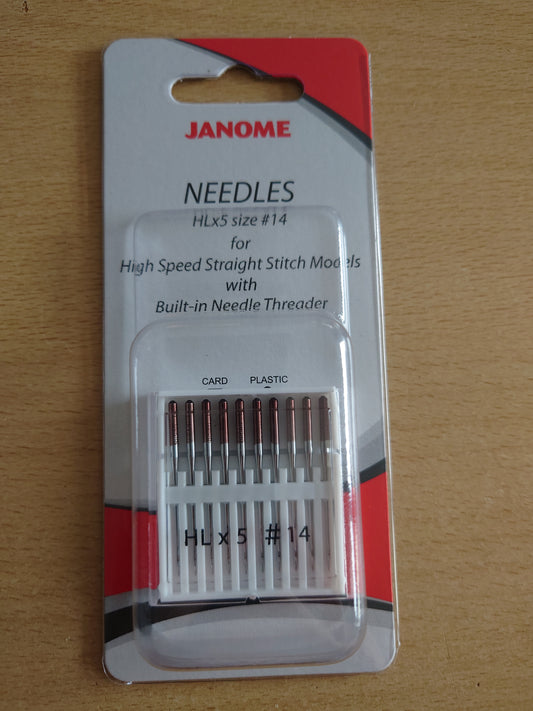 JANOME
NEEDLES
HLx5 size #14
for
High Speed Straight Stitch Models
with
Built-in Needle Threader
CARD PLASTIC
HL x 5 # 14